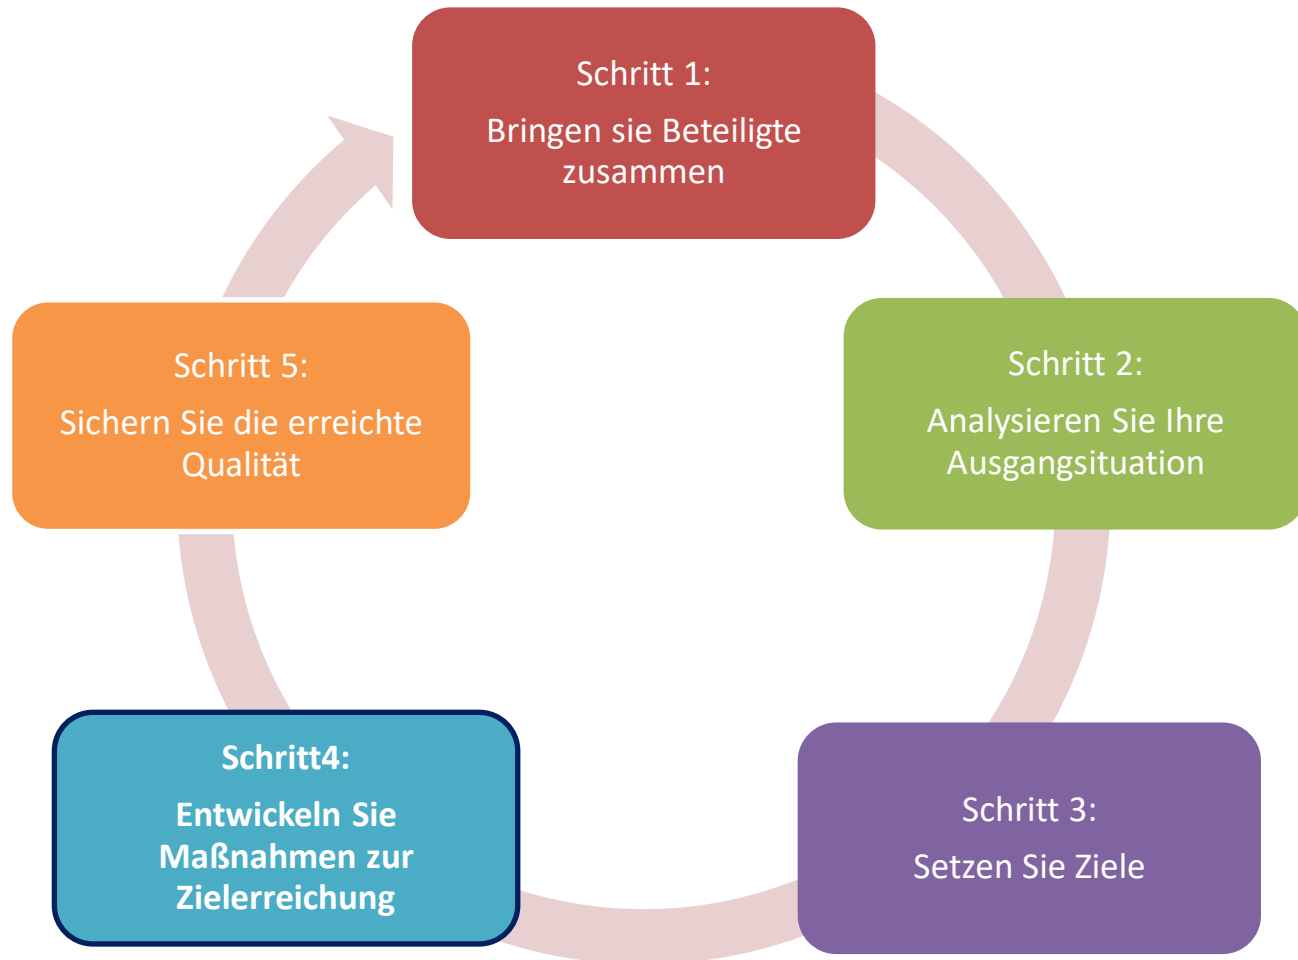 Schritt 1:
Bringen sie Beteiligte
zusammen
Schritt 2:
Analysieren Sie Ihre
Ausgangsituation
Schritt 3:
Setzen Sie Ziele
Schritt4:
Entwickeln Sie
Maßnahmen zur
Zielerreichung
Schritt 5:
Sichern Sie die erreichte
Qualität